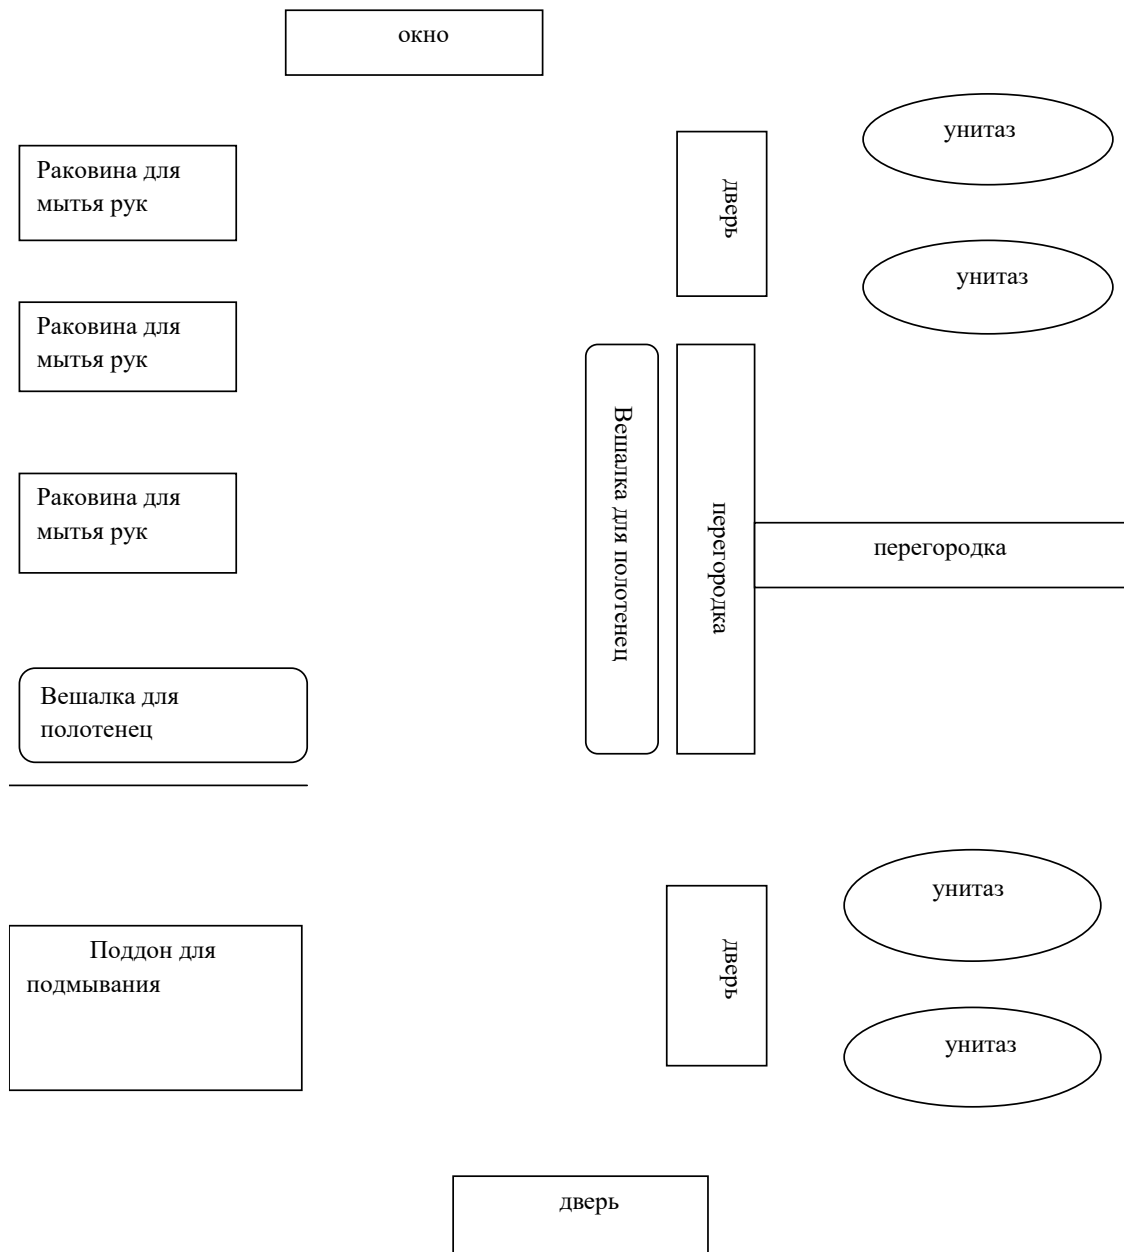 окно
унитаз
Раковина для
мытья рук
дверь
унитаз
Раковина для
мытья рук
Вешалка для полотенец
перегородка
Раковина для
мытья рук
перегородка
Вешалка для
полотенец
унитаз
дверь
Поддон для
подмывания
унитаз
дверь